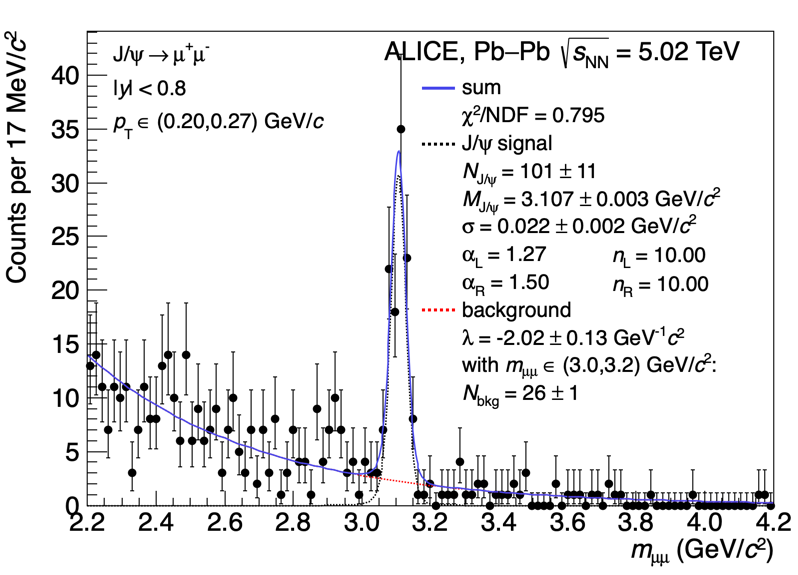 J/ψ → μ⁺μ⁻
|y| < 0.8
p_T ∈ (0.20,0.27) GeV/c
ALICE, Pb–Pb √s_NN = 5.02 TeV
sum
χ²/NDF = 0.795
J/ψ signal
N_J/ψ = 101 ± 11
M_J/ψ = 3.107 ± 0.003 GeV/c²
σ = 0.022 ± 0.002 GeV/c²
α_L = 1.27 n_L = 10.00
α_R = 1.50 n_R = 10.00
background
λ = -2.02 ± 0.13 GeV⁻¹c²
with m_μμ ∈ (3.0,3.2) GeV/c²:
N_bkg = 26 ± 1
Counts per 17 MeV/c²
40
35
30
25
20
15
10
5
0
2.2 2.4 2.6 2.8 3.0 3.2 3.4 3.6 3.8 4.0 4.2
m_μμ (GeV/c²)